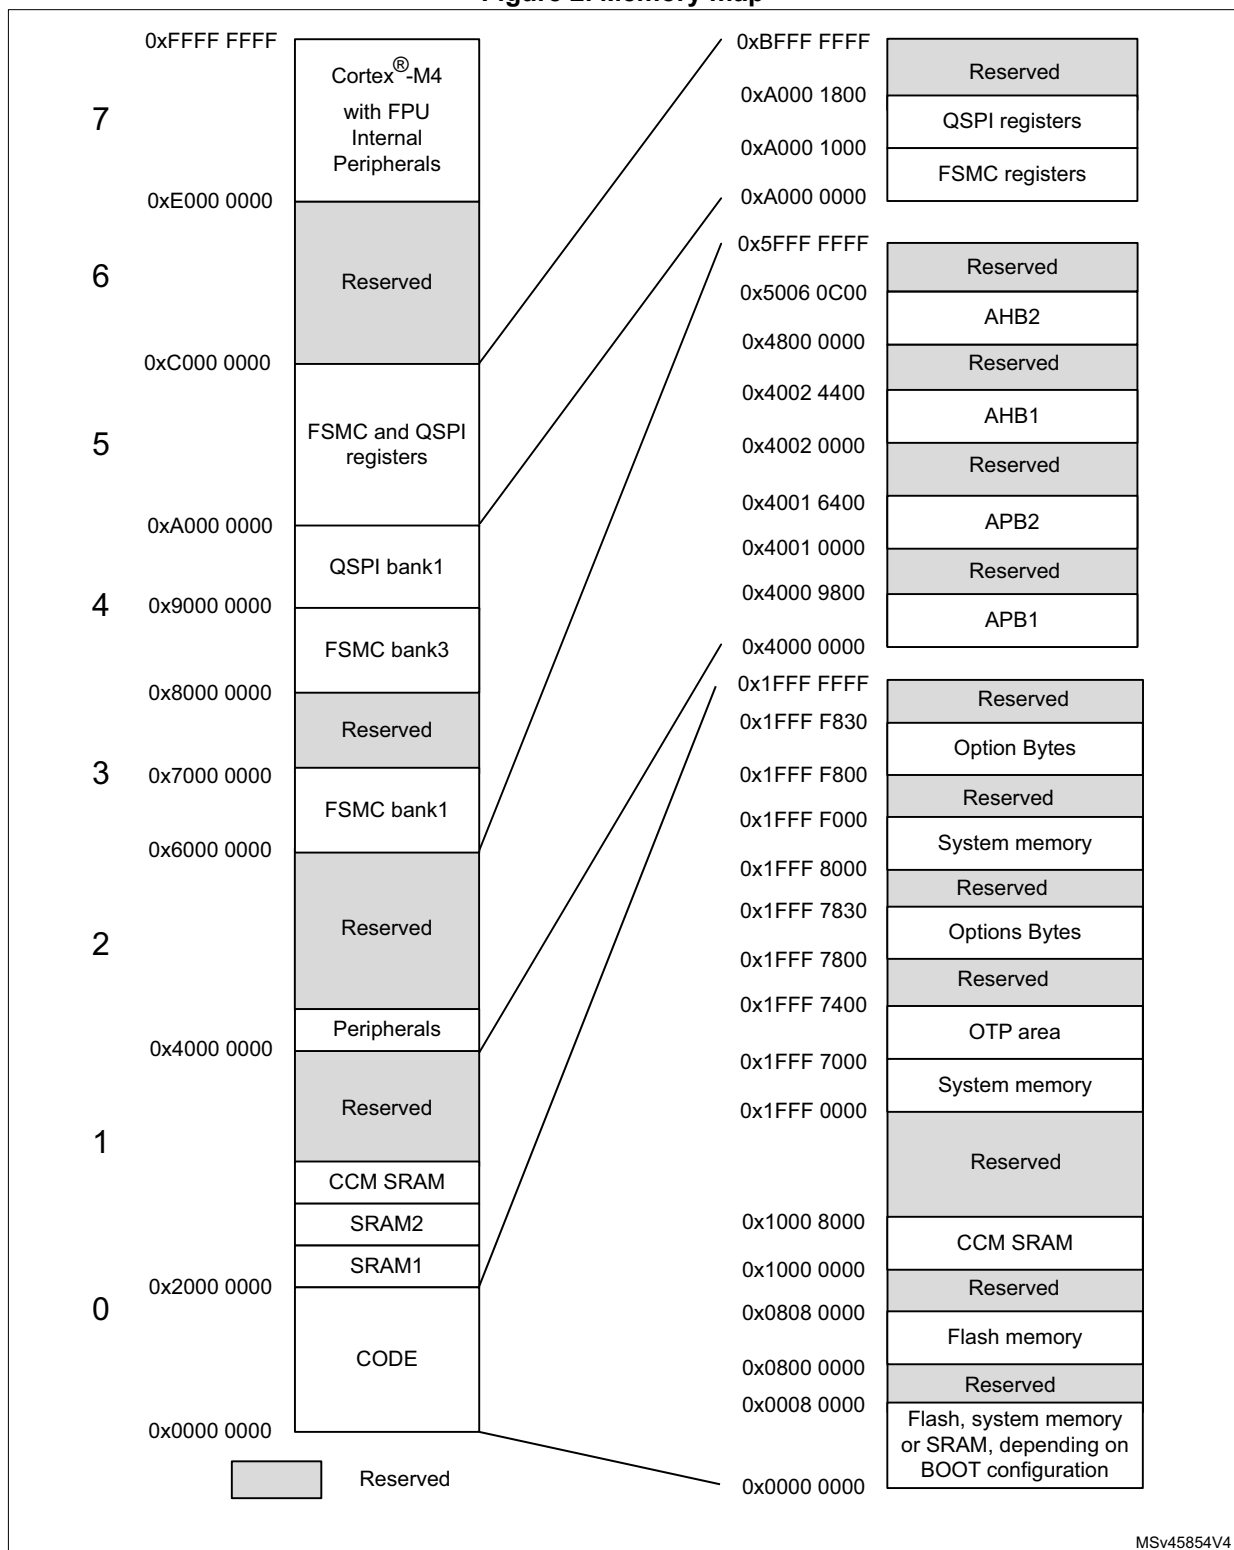 0xFFFF FFFF
Cortex®-M4
with FPU
Internal
Peripherals
7
0xE000 0000
6
Reserved
0xC000 0000
5
FSMC and QSPI
registers
0xA000 0000
QSPI bank1
4
0x9000 0000
FSMC bank3
0x8000 0000
Reserved
3
0x7000 0000
FSMC bank1
0x6000 0000
Reserved
2
Peripherals
0x4000 0000
Reserved
1
CCM SRAM
SRAM2
SRAM1
0x2000 0000
0
CODE
0x0000 0000
Reserved
0xBFFF FFFF
Reserved
0xA000 1800
QSPI registers
0xA000 1000
FSMC registers
0xA000 0000
0x5FFF FFFF
Reserved
0x5006 0C00
AHB2
0x4800 0000
Reserved
0x4002 4400
AHB1
0x4002 0000
Reserved
0x4001 6400
APB2
0x4001 0000
Reserved
0x4000 9800
APB1
0x4000 0000
0x1FFF FFFF
Reserved
0x1FFF F830
Option Bytes
0x1FFF F800
Reserved
0x1FFF F000
System memory
0x1FFF 8000
Reserved
0x1FFF 7830
Options Bytes
0x1FFF 7800
Reserved
0x1FFF 7400
OTP area
0x1FFF 7000
System memory
0x1FFF 0000
Reserved
0x1000 8000
CCM SRAM
0x1000 0000
Reserved
0x0808 0000
Flash memory
0x0800 0000
Reserved
0x0008 0000
Flash, system memory
or SRAM, depending on
BOOT configuration
0x0000 0000
MSv45854V4